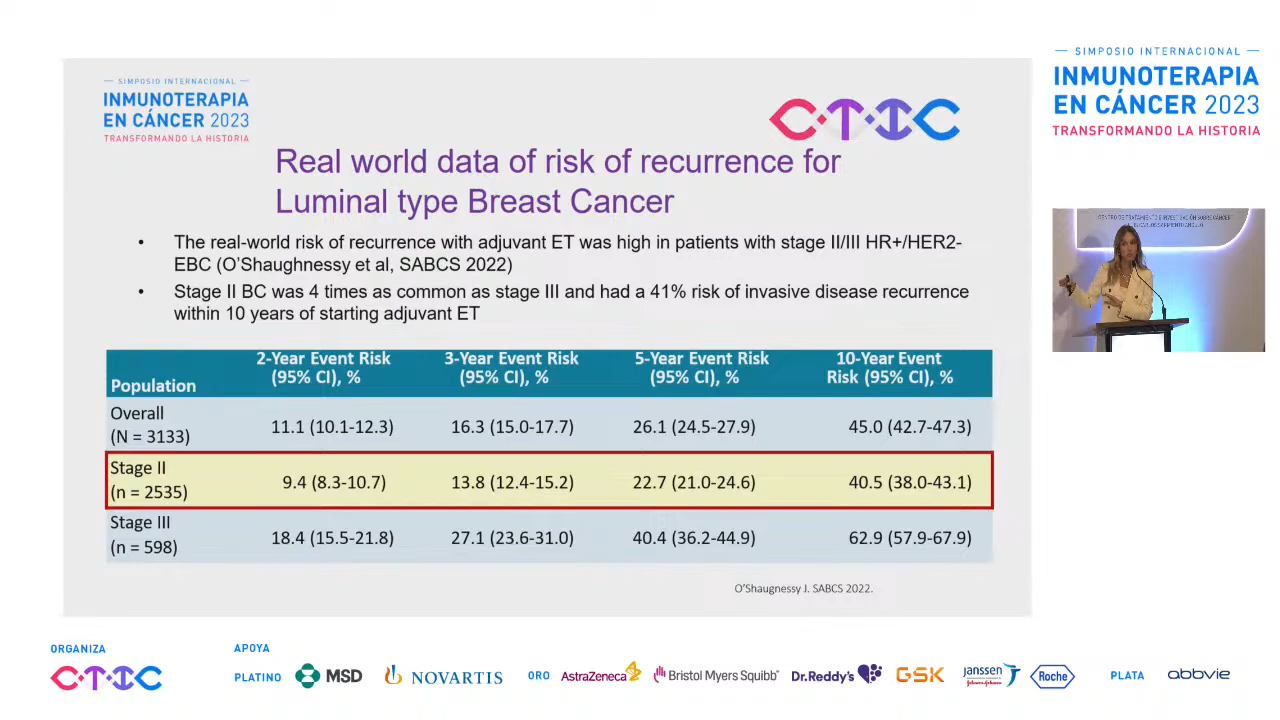 — SIMPOSIO INTERNACIONAL —
INMUNOTERAPIA
EN CÁNCER 2023
TRANSFORMANDO LA HISTORIA
CTIC
Real world data of risk of recurrence for
Luminal type Breast Cancer
• The real-world risk of recurrence with adjuvant ET was high in patients with stage II/III HR+/HER2-
EBC (O'Shaughnessy et al, SABCS 2022)
• Stage II BC was 4 times as common as stage III and had a 41% risk of invasive disease recurrence
within 10 years of starting adjuvant ET
Population 2-Year Event Risk (95% CI), % 3-Year Event Risk (95% CI), % 5-Year Event Risk (95% CI), % 10-Year Event Risk (95% CI), %
Overall (N = 3133) 11.1 (10.1-12.3) 16.3 (15.0-17.7) 26.1 (24.5-27.9) 45.0 (42.7-47.3)
Stage II (n = 2535) 9.4 (8.3-10.7) 13.8 (12.4-15.2) 22.7 (21.0-24.6) 40.5 (38.0-43.1)
Stage III (n = 598) 18.4 (15.5-21.8) 27.1 (23.6-31.0) 40.4 (36.2-44.9) 62.9 (57.9-67.9)
O'Shaugnessy J. SABCS 2022.
— SIMPOSIO INTERNACIONAL —
INMUNOTERAPIA
EN CÁNCER 2023
TRANSFORMANDO LA HISTORIA
CENTRO DE TRATAMIENTO E INVESTIGACIÓN SOBRE CÁNCER
ORGANIZA
CTIC
APOYA
PLATINO MSD NOVARTIS ORO AstraZeneca Bristol Myers Squibb™ Dr.Reddy's GSK Janssen Johnson&Johnson Roche PLATA abbvie